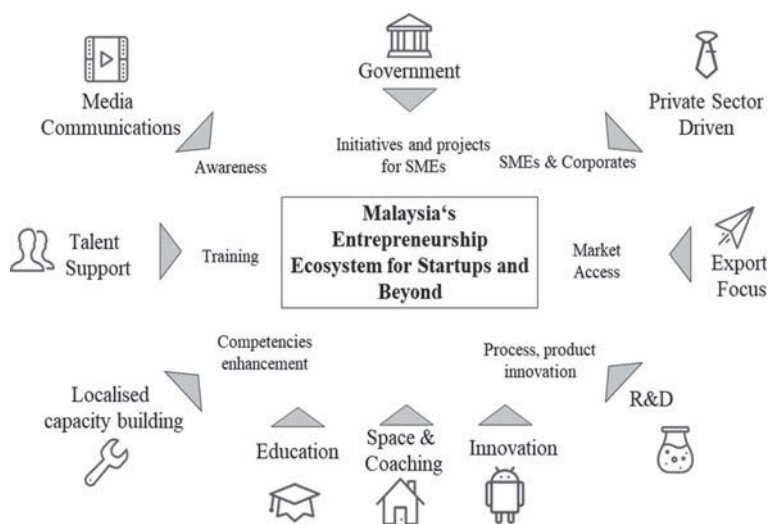 Government
Media
Communications
Private Sector
Driven
Initiatives and projects
for SMEs
Awareness
SMEs & Corporates
Malaysia‘s
Entrepreneurship
Ecosystem for Startups and
Beyond
Talent
Support
Training
Market
Access
Export
Focus
Competencies
enhancement
Process, product
innovation
Localised
capacity building
R&D
Education
Space &
Coaching
Innovation